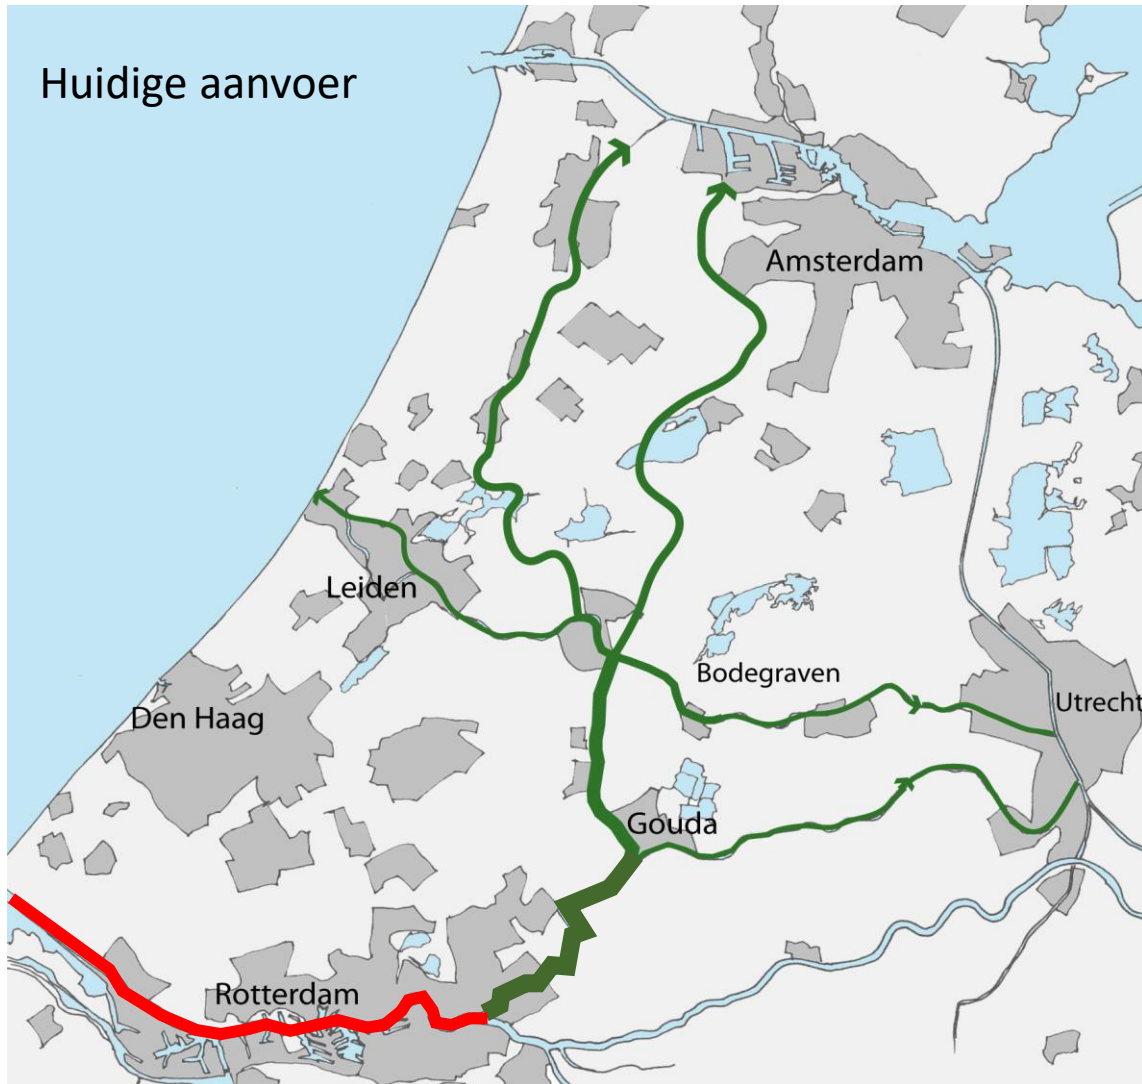 Huidige aanvoer
Amsterdam
Leiden
Bodegraven
Utrecht
Den Haag
Gouda
Rotterdam